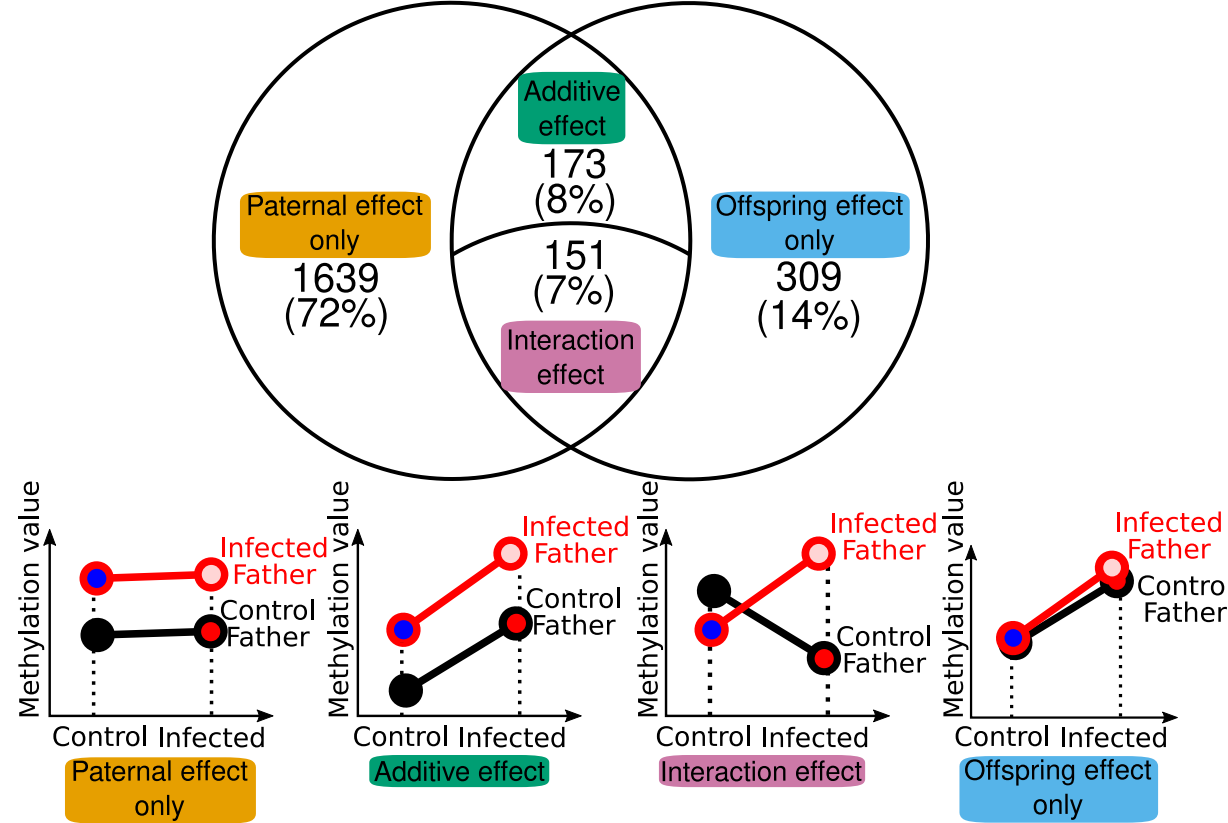 Additive
effect
173
(8%)
Paternal effect
only
1639
(72%)
Offspring effect
only
309
(14%)
151
(7%)
Interaction
effect
Methylation value
Infected
Father
Control
Father
Control Infected
Paternal effect
only
Methylation value
Infected
Father
Control
Father
Control Infected
Additive effect
Methylation value
Infected
Father
Control
Father
Control Infected
Interaction effect
Methylation value
Infected
Father
Control
Father
Control Infected
Offspring effect
only